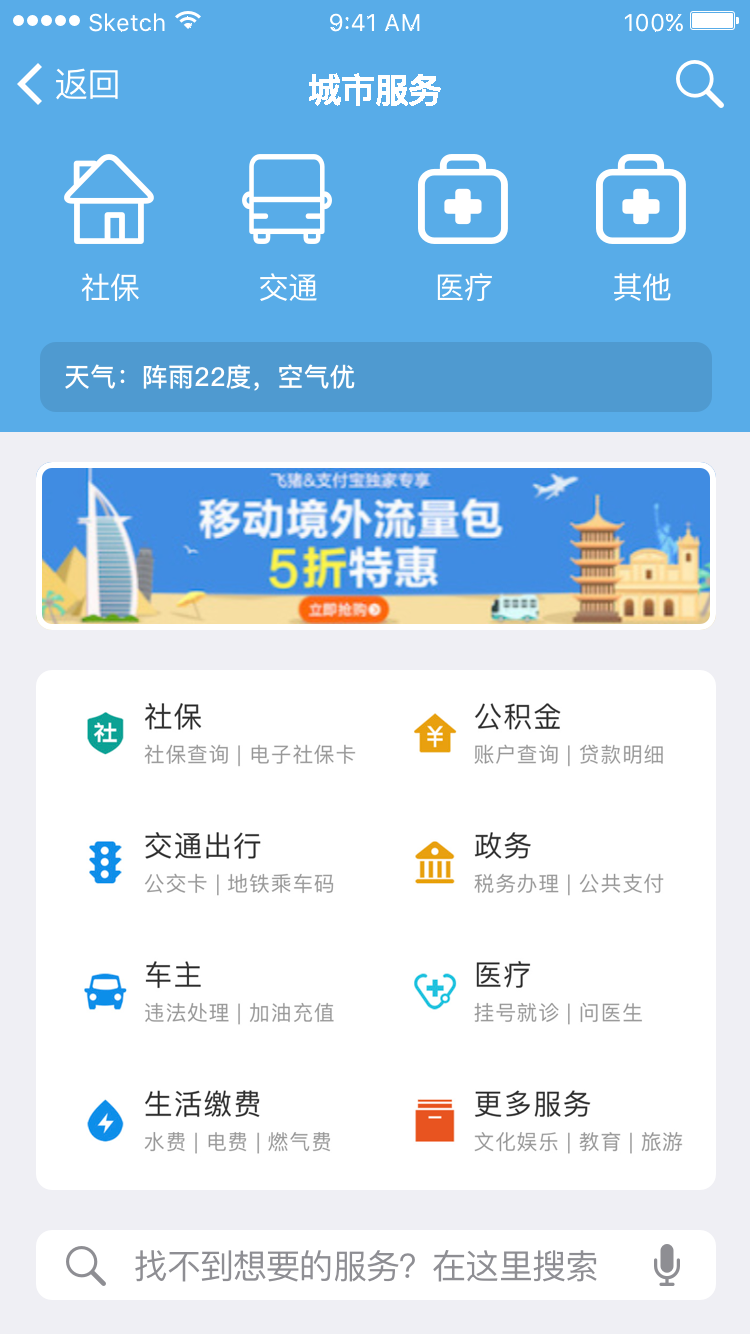 Sketch 9:41 AM 100%
返回 城市服务
社保 交通 医疗 其他
天气：阵雨22度，空气优
飞猪&支付宝独家专享
移动境外流量包
5折特惠
立即抢购
社
社保
社保查询 | 电子社保卡
¥
公积金
账户查询 | 贷款明细
交通出行
公交卡 | 地铁乘车码
政务
税务办理 | 公共支付
车主
违法处理 | 加油充值
医疗
挂号就诊 | 问医生
生活缴费
水费 | 电费 | 燃气费
更多服务
文化娱乐 | 教育 | 旅游
找不到想要的服务？在这里搜索